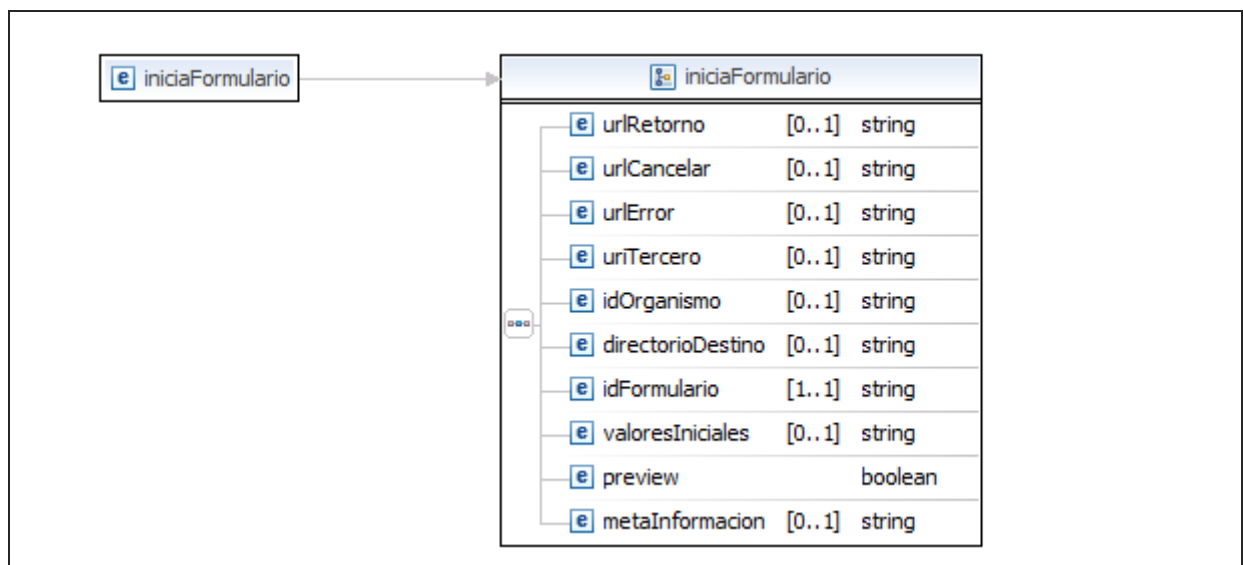 e iniciaFormulario
iniciaFormulario
e urlRetorno [0..1] string
e urlCancelar [0..1] string
e urlError [0..1] string
e uriTercero [0..1] string
e idOrganismo [0..1] string
e directorioDestino [0..1] string
e idFormulario [1..1] string
e valoresIniciales [0..1] string
e preview boolean
e metaInformacion [0..1] string